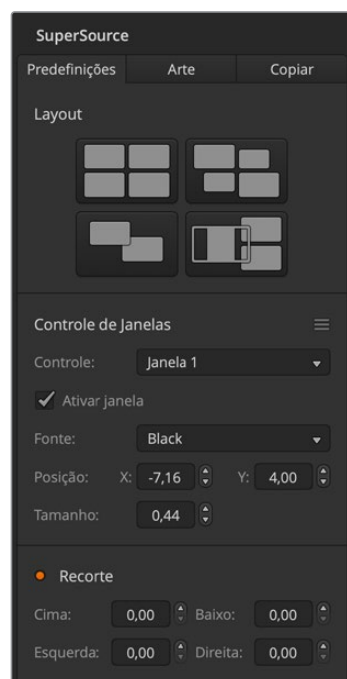 SuperSource
Predefinições Arte Copiar
Layout
Controle de Janelas
Controle: Janela 1
Ativar janela
Fonte: Black
Posição: X: -7,16 Y: 4,00
Tamanho: 0,44
Recorte
Cima: 0,00 Baixo: 0,00
Esquerda: 0,00 Direita: 0,00